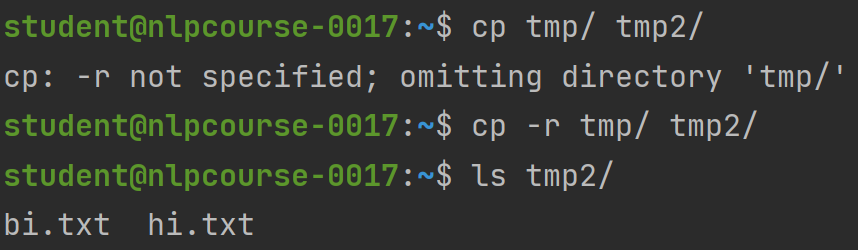 student@nlpcourse-0017:~$ cp tmp/ tmp2/
cp: -r not specified; omitting directory 'tmp/'
student@nlpcourse-0017:~$ cp -r tmp/ tmp2/
student@nlpcourse-0017:~$ ls tmp2/
bi.txt  hi.txt